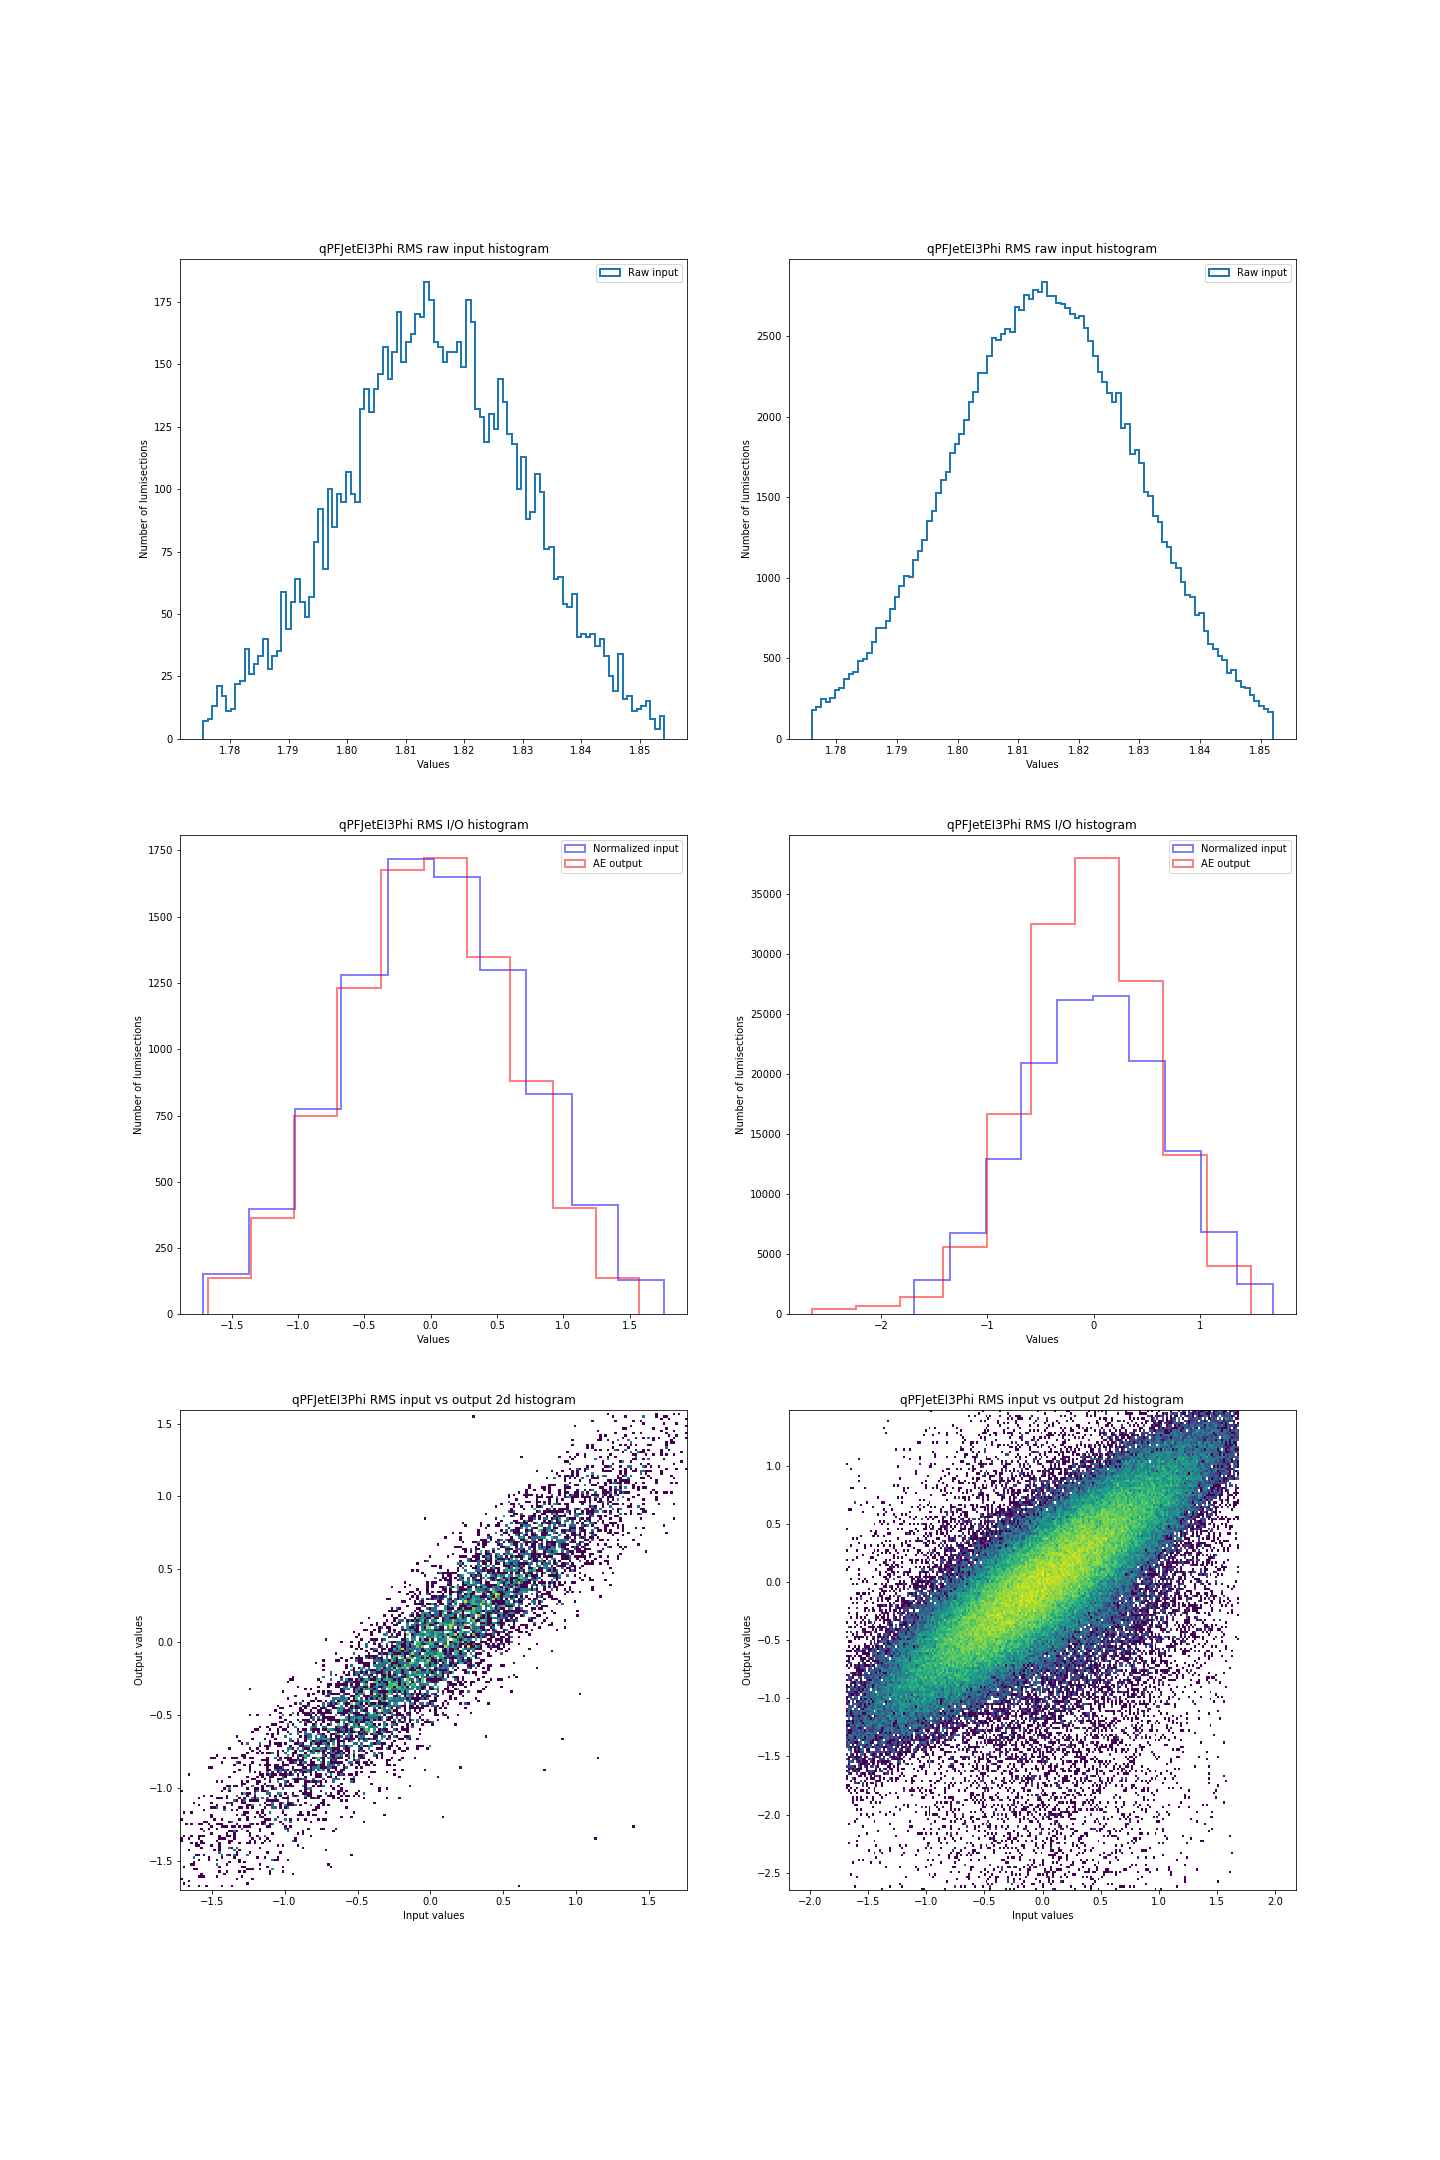 qPFJetEI3Phi RMS raw input histogram
Raw input
175
150
125
100
75
50
25
0
Number of lumisections
1.78 1.79 1.80 1.81 1.82 1.83 1.84 1.85
Values
qPFJetEI3Phi RMS raw input histogram
Raw input
2500
2000
1500
1000
500
0
Number of lumisections
1.78 1.79 1.80 1.81 1.82 1.83 1.84 1.85
Values
qPFJetEI3Phi RMS I/O histogram
Normalized input
AE output
1750
1500
1250
1000
750
500
250
0
Number of lumisections
−1.5 −1.0 −0.5 0.0 0.5 1.0 1.5
Values
qPFJetEI3Phi RMS I/O histogram
Normalized input
AE output
35000
30000
25000
20000
15000
10000
5000
0
Number of lumisections
−2 −1 0 1
Values
qPFJetEI3Phi RMS input vs output 2d histogram
1.5
1.0
0.5
0.0
−0.5
−1.0
−1.5
Output values
−1.5 −1.0 −0.5 0.0 0.5 1.0 1.5
Input values
qPFJetEI3Phi RMS input vs output 2d histogram
1.0
0.5
0.0
−0.5
−1.0
−1.5
−2.0
−2.5
Output values
−2.0 −1.5 −1.0 −0.5 0.0 0.5 1.0 1.5 2.0
Input values